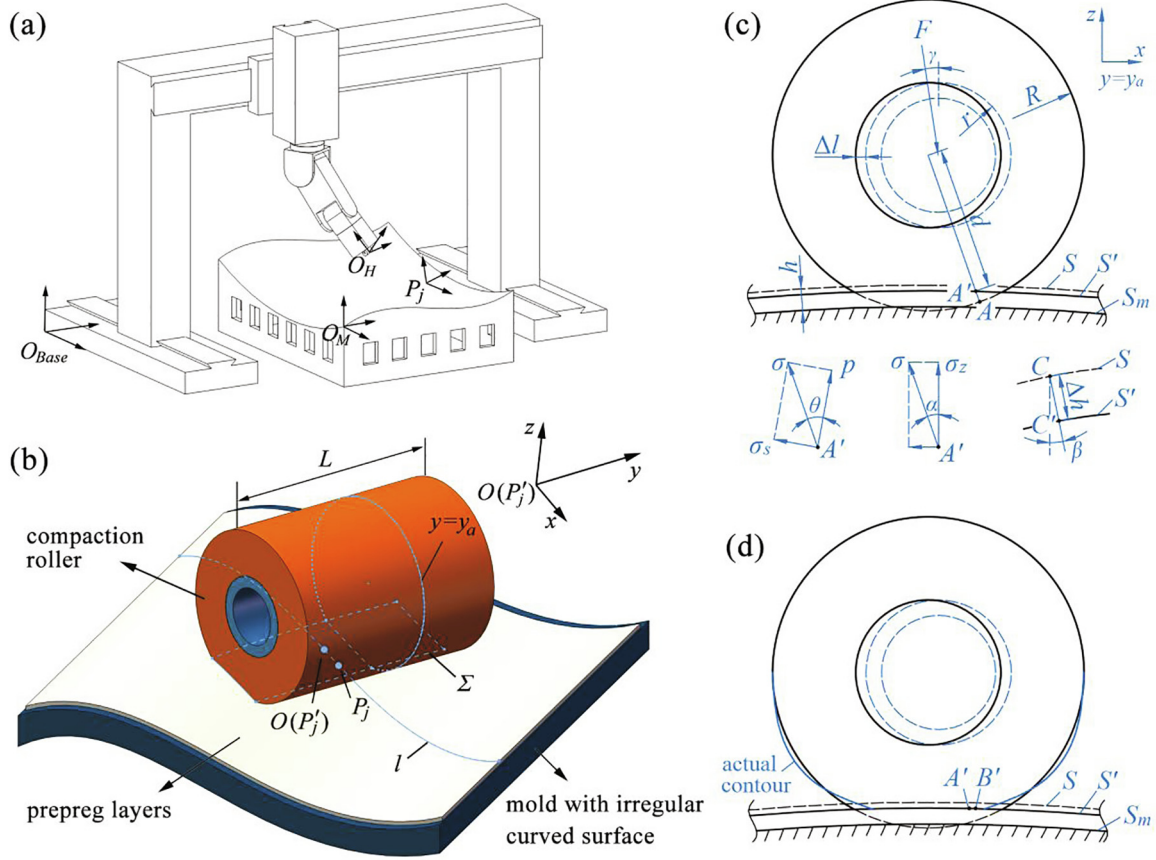 (a)
O_H
P_j
O_M
O_Base
(b)
L
z
y
O(P'_j)
x
y=y_a
compaction
roller
Σ
P_j
O(P'_j)
l
prepreg layers
mold with irregular
curved surface
(c)
F
γ
z
x
y=y_a
R
r
Δl
d
h
S
S'
A'
A
S_m
σ
p
θ
σ_s
A'
σ
σ_z
α
A'
C
S
Δh
C'
S'
β
(d)
actual
contour
A'
B'
S
S'
S_m